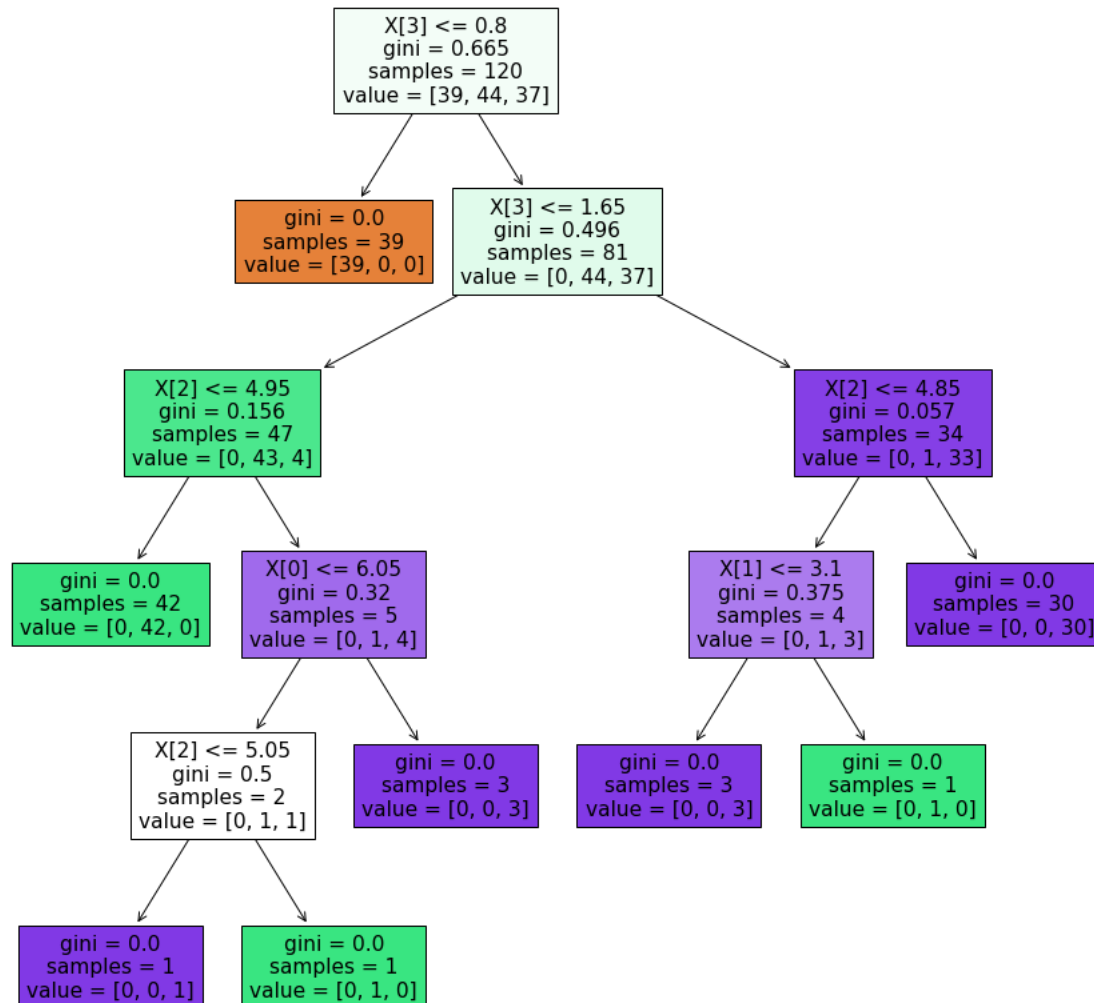 X[3] <= 0.8
gini = 0.665
samples = 120
value = [39, 44, 37]
gini = 0.0
samples = 39
value = [39, 0, 0]
X[3] <= 1.65
gini = 0.496
samples = 81
value = [0, 44, 37]
X[2] <= 4.95
gini = 0.156
samples = 47
value = [0, 43, 4]
X[2] <= 4.85
gini = 0.057
samples = 34
value = [0, 1, 33]
gini = 0.0
samples = 42
value = [0, 42, 0]
X[0] <= 6.05
gini = 0.32
samples = 5
value = [0, 1, 4]
X[1] <= 3.1
gini = 0.375
samples = 4
value = [0, 1, 3]
gini = 0.0
samples = 30
value = [0, 0, 30]
X[2] <= 5.05
gini = 0.5
samples = 2
value = [0, 1, 1]
gini = 0.0
samples = 3
value = [0, 0, 3]
gini = 0.0
samples = 3
value = [0, 0, 3]
gini = 0.0
samples = 1
value = [0, 1, 0]
gini = 0.0
samples = 1
value = [0, 0, 1]
gini = 0.0
samples = 1
value = [0, 1, 0]